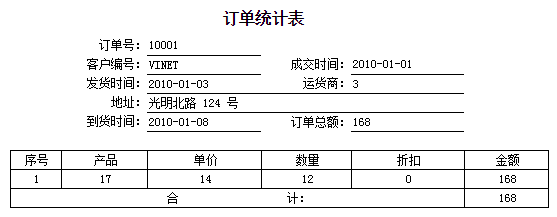 订单统计表
订单号: 10001
客户编号: VINET 成交时间: 2010-01-01
发货时间: 2010-01-03 运货商: 3
地址: 光明北路 124 号
到货时间: 2010-01-08 订单总额: 168
序号 产品 单价 数量 折扣 金额
1 17 14 12 0 168
合 计: 168